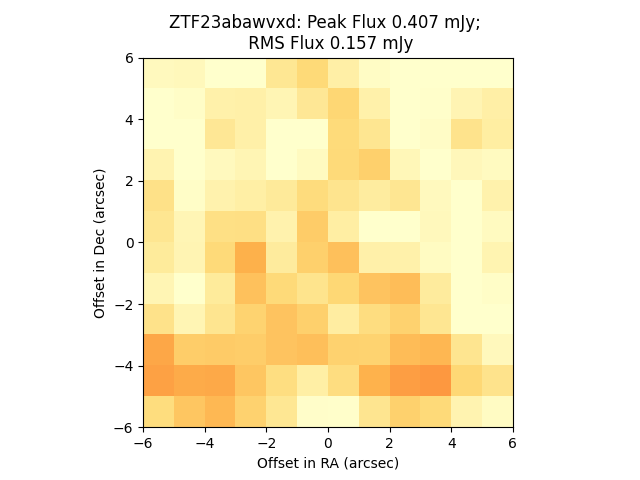 ZTF23abawvxd: Peak Flux 0.407 mJy;
RMS Flux 0.157 mJy
6
4
2
0
−2
−4
−6
Offset in Dec (arcsec)
−6 −4 −2 0 2 4 6
Offset in RA (arcsec)